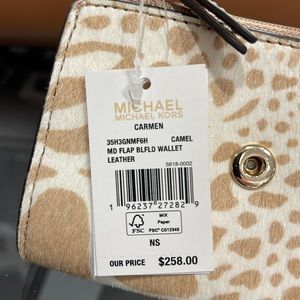 MICHAEL
MICHAEL KORS
CARMEN
35H3GNMF6H CAMEL
MD FLAP BLFLD WALLET
LEATHER
S618-0002
1 96237 27282 9
FSC
MIX
Paper
FSC® C012345
NS
OUR PRICE $258.00